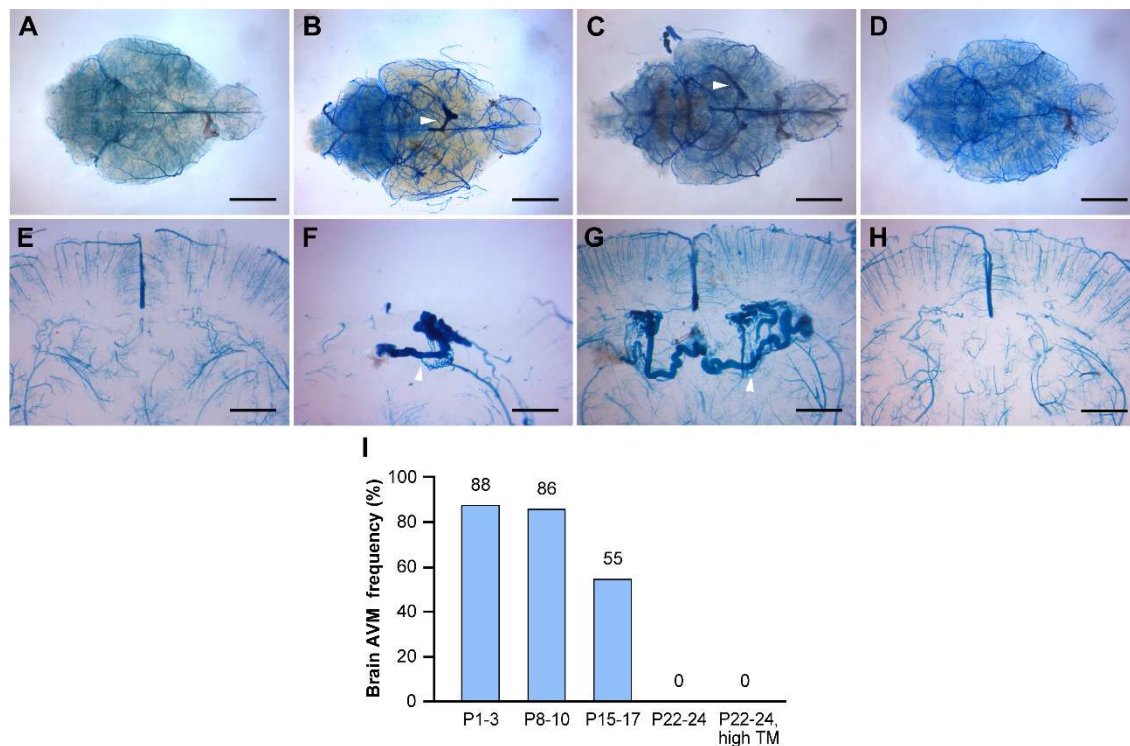 A
B
C
D
E
F
G
H
I
Brain AVM frequency (%)
100
80
60
40
20
0
88
86
55
0
0
P1-3
P8-10
P15-17
P22-24
P22-24,
high TM